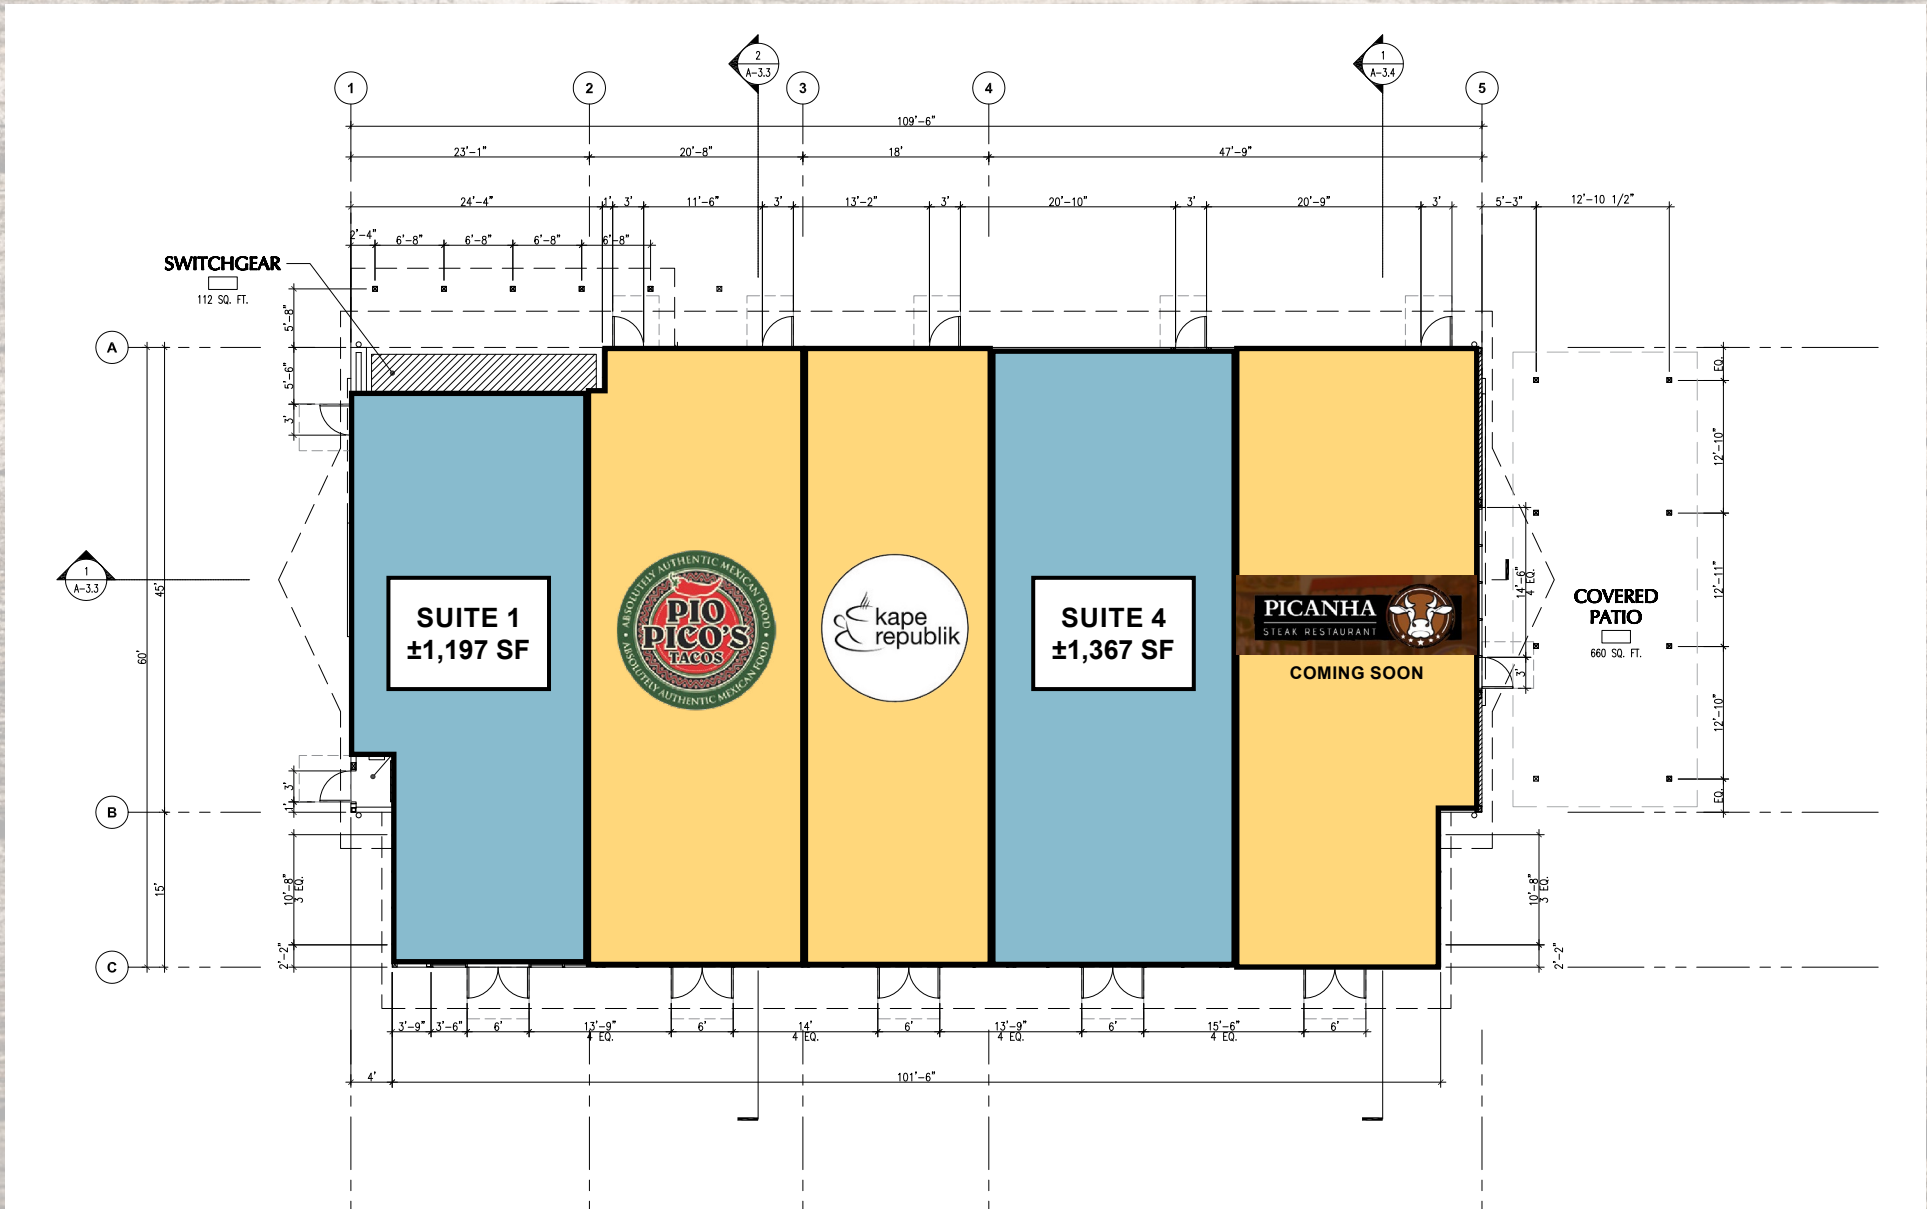 2
A-3.3
1
A-3.4
1
2
3
4
5
109'-6"
23'-1"
20'-8"
18'
47'-9"
24'-4"
1'
3'
11'-6"
3'
13'-2"
3'
20'-10"
3'
20'-9"
3'
5'-3"
12'-10 1/2"
2'-4"
6'-8"
6'-8"
6'-8"
6'-8"
SWITCHGEAR
112 SQ. FT.
5'-8"
A
5'-6"
3'
EQ.
12'-10"
1
A-3.3
45'
60'
SUITE 1
±1,197 SF
ABSOLUTELY AUTHENTIC MEXICAN FOOD
PIO
PICO'S
TACOS
ABSOLUTELY AUTHENTIC MEXICAN FOOD
kape
republik
SUITE 4
±1,367 SF
PICANHA
STEAK RESTAURANT
COMING SOON
14'-6"
4 EQ.
3'
COVERED
PATIO
660 SQ. FT.
12'-11"
12'-10"
EQ.
3'
1'
B
15'
10'-8"
3 EQ.
2'-2"
C
10'-8"
3 EQ.
2'-2"
3'-9"
3'-6"
6'
13'-9"
4 EQ.
6'
14'
4 EQ.
6'
13'-9"
4 EQ.
6'
15'-6"
4 EQ.
6'
4'
101'-6"